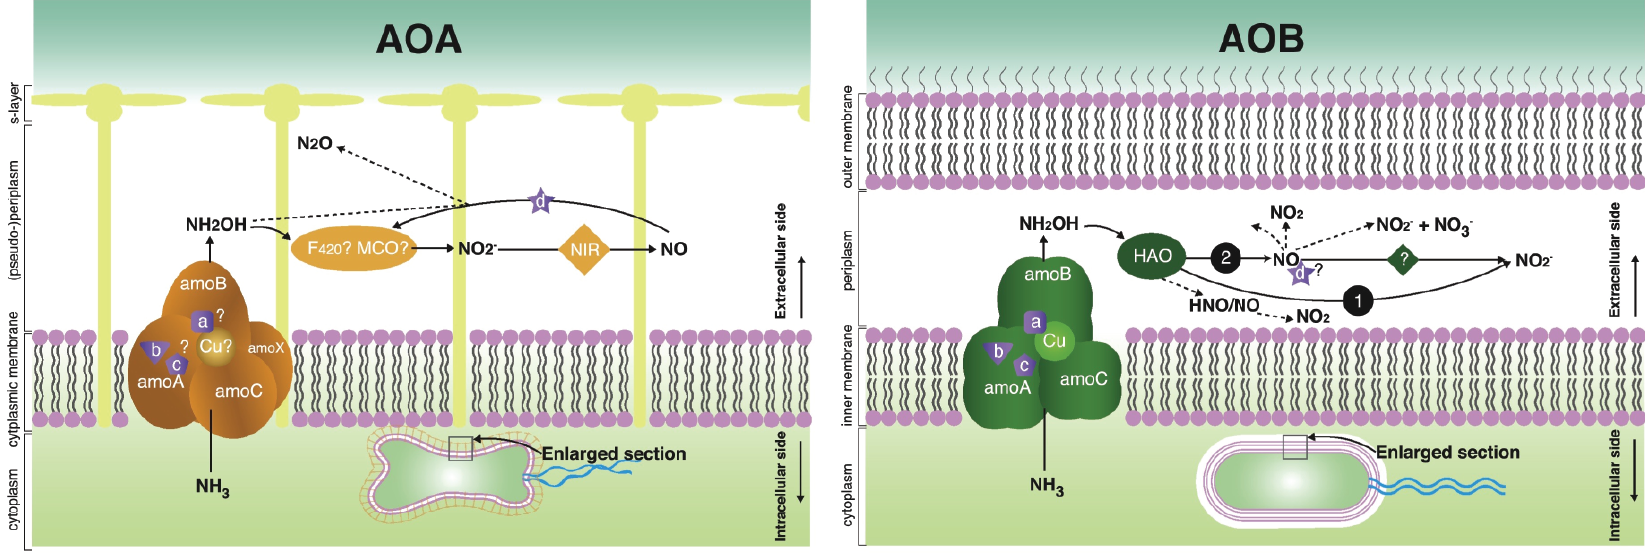 AOA
s-layer
(pseudo-)periplasm
cytplasmic membrane
cytoplasm
N2O
NH2OH
F420? MCO?
NO2-
NIR
NO
d
amoB
a ?
b
?
c
Cu?
amoX
amoA
amoC
NH3
Enlarged section
Extracellular side
Intracellular side
AOB
outer membrane
periplasm
inner membrane
cytoplasm
NH2OH
HAO
2
NO
d ?
NO2
NO2- + NO3-
?
NO2-
1
HNO/NO
NO2
amoB
a
b
c
Cu
amoA
amoC
NH3
Enlarged section
Extracellular side
Intracellular side